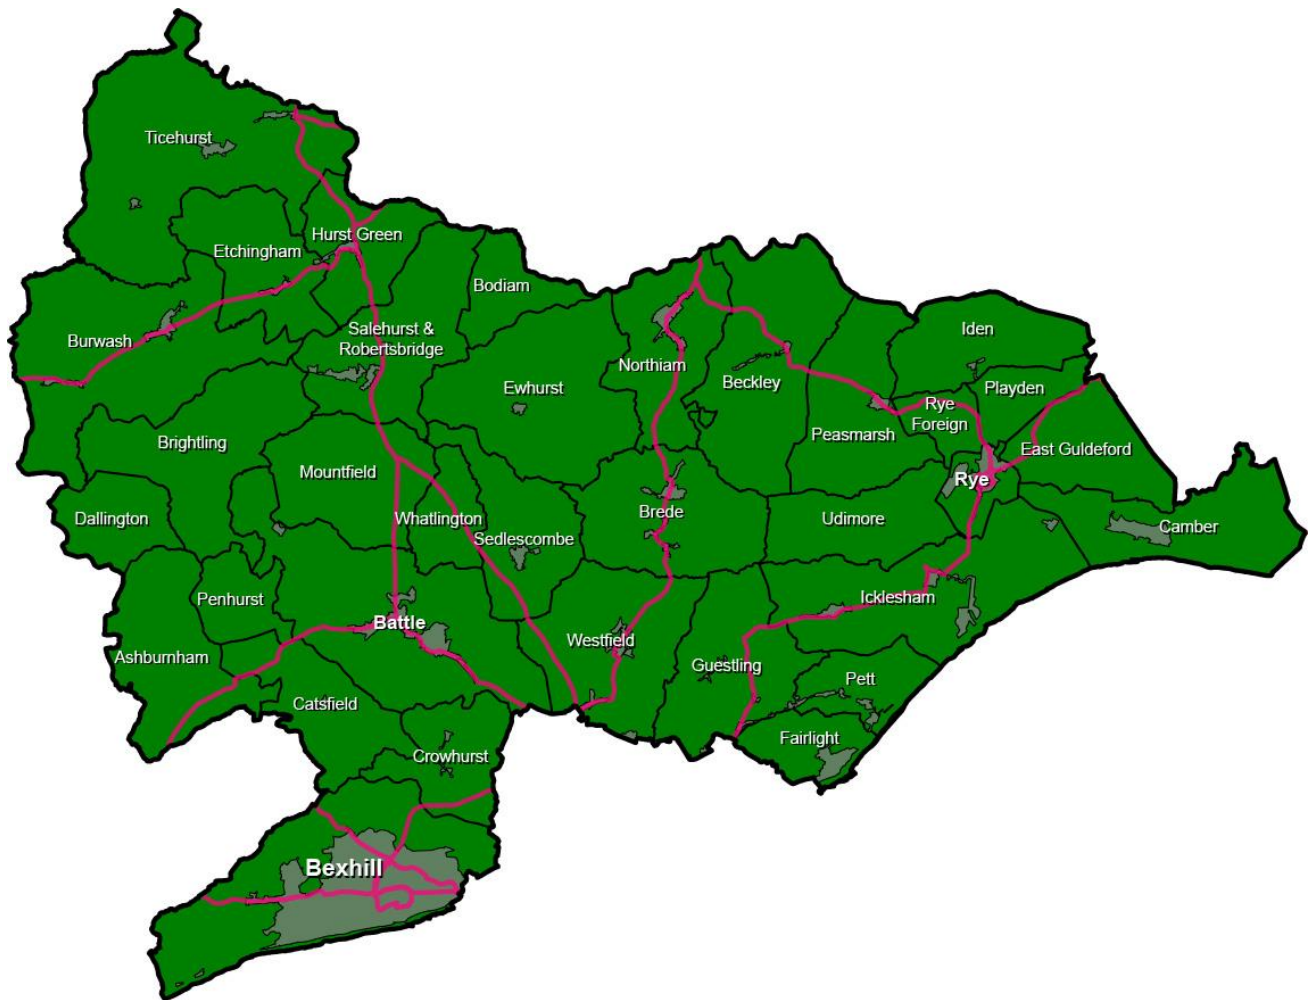 Ticehurst
Hurst Green
Etchingham
Bodiam
Burwash
Salehurst &
Robertsbridge
Iden
Northiam
Beckley
Ewhurst
Playden
Rye
Foreign
Peasmarsh
Brightling
East Guldeford
Mountfield
Rye
Dallington
Whatlington
Brede
Udimore
Camber
Sedlescombe
Penhurst
Icklesham
Battle
Westfield
Ashburnham
Guestling
Pett
Catsfield
Fairlight
Crowhurst
Bexhill